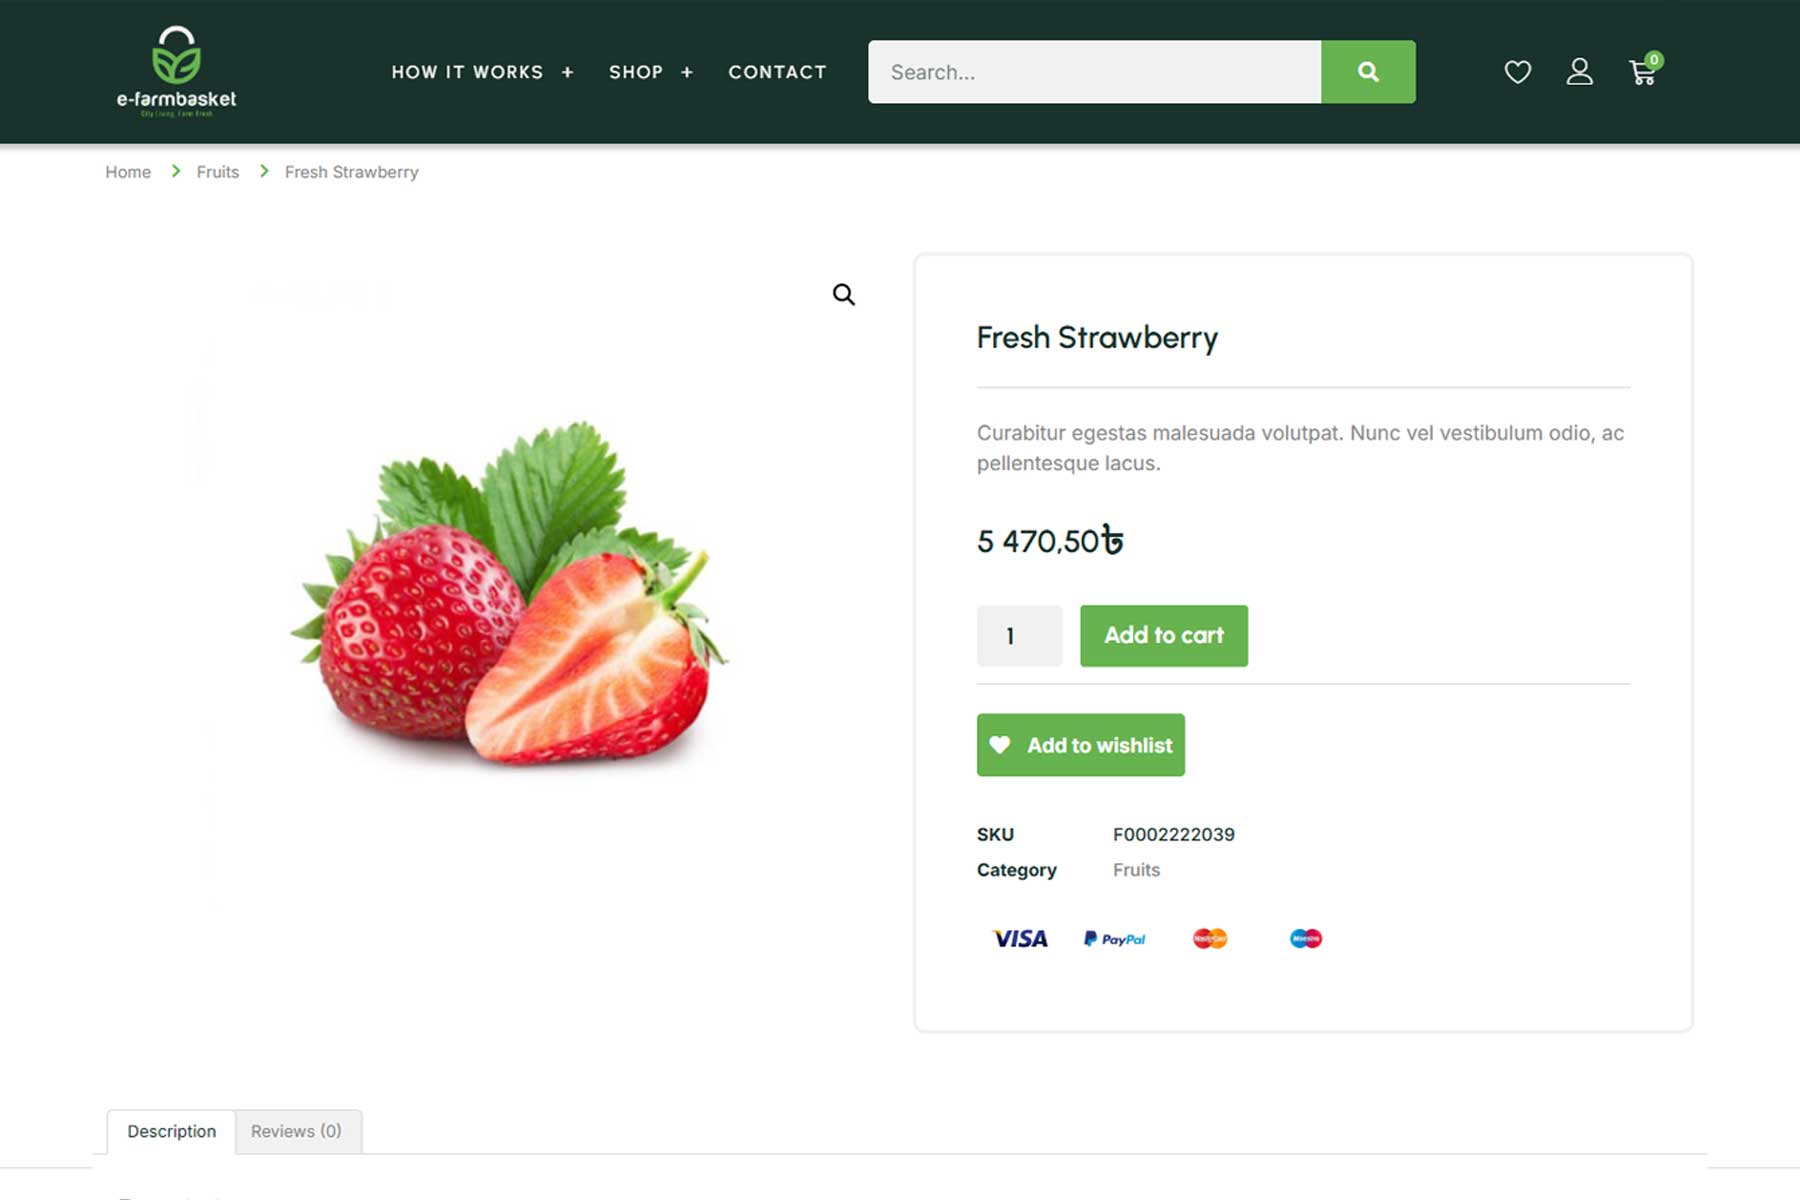 e-farmbasket
City Living, Farm Fresh
HOW IT WORKS +
SHOP +
CONTACT
Search...
0
Home
Fruits
Fresh Strawberry
Fresh Strawberry
Curabitur egestas malesuada volutpat. Nunc vel vestibulum odio, ac
pellentesque lacus.
5 470,50৳
1
Add to cart
Add to wishlist
SKU F0002222039
Category Fruits
VISA
PayPal
MasterCard
Maestro
Description
Reviews (0)